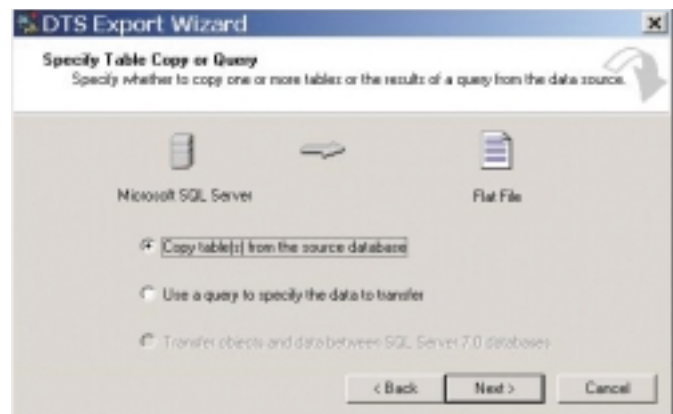 DTS Export Wizard
Specify Table Copy or Query
Specify whether to copy one or more tables or the results of a query from the data source.
Microsoft SQL Server
Flat File
Copy table(s) from the source database
Use a query to specify the data to transfer
Transfer objects and data between SQL Server 7.0 databases
< Back
Next >
Cancel